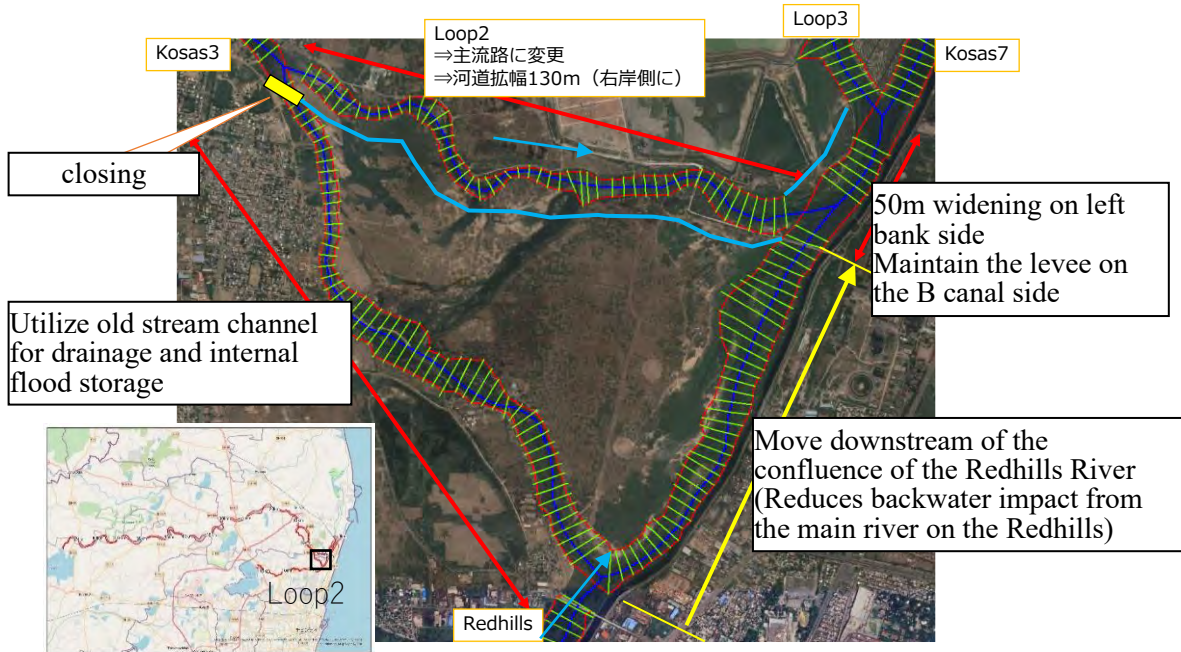 Loop3
Kosas3
Loop2
⇒主流路に変更
⇒河道拡幅130m（右岸側に）
Kosas7
closing
50m widening on left
bank side
Maintain the levee on
the B canal side
Utilize old stream channel
for drainage and internal
flood storage
Move downstream of the
confluence of the Redhills River
(Reduces backwater impact from
the main river on the Redhills)
Loop2
Redhills